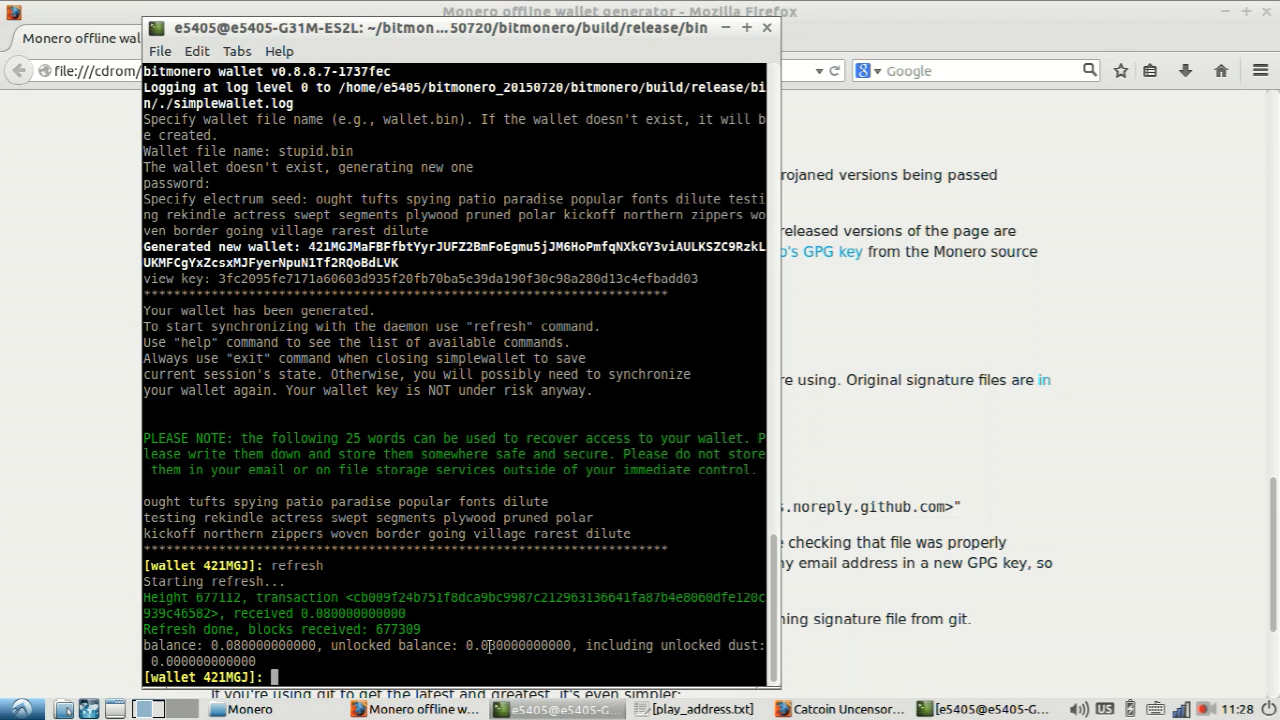 Monero offline wallet generator - Mozilla Firefox
e5405@e5405-G31M-ES2L: ~/bitmon...50720/bitmonero/build/release/bin
Monero offline wal
File Edit Tabs Help
file:///cdrom/
Google
bitmonero wallet v0.8.8.7-1737fec
Logging at log level 0 to /home/e5405/bitmonero_20150720/bitmonero/build/release/bi
n/./simplewallet.log
Specify wallet file name (e.g., wallet.bin). If the wallet doesn't exist, it will b
e created.
Wallet file name: stupid.bin
The wallet doesn't exist, generating new one
password:
Specify electrum seed: ought tufts spying patio paradise popular fonts dilute testi
ng rekindle actress swept segments plywood pruned polar kickoff northern zippers wo
ven border going village rarest dilute
Generated new wallet: 421MGJMaFBFfbtYyrJUFZ2BmFoEgmu5jJM6HoPmfqNXkGY3viAULKSZC9RzkL
UKMFCgYxZcsxMJFyerNpuN1Tf2RQoBdLVK
view key: 3fc2095fe7171a60603d935f20fb70ba5e39da190f30c98a280d13c4efbadd03
**********************************************************************
Your wallet has been generated.
To start synchronizing with the daemon use "refresh" command.
Use "help" command to see the list of available commands.
Always use "exit" command when closing simplewallet to save
current session's state. Otherwise, you will possibly need to synchronize
your wallet again. Your wallet key is NOT under risk anyway.
PLEASE NOTE: the following 25 words can be used to recover access to your wallet. P
lease write them down and store them somewhere safe and secure. Please do not store
them in your email or on file storage services outside of your immediate control.
ought tufts spying patio paradise popular fonts dilute
testing rekindle actress swept segments plywood pruned polar
kickoff northern zippers woven border going village rarest dilute
**********************************************************************
[wallet 421MGJ]: refresh
Starting refresh...
Height 677112, transaction <cb009f24b751f8dca9bc9987c212963136641fa87b4e8060dfe120c
939c46582>, received 0.080000000000
Refresh done, blocks received: 677309
balance: 0.080000000000, unlocked balance: 0.080000000000, including unlocked dust:
0.000000000000
[wallet 421MGJ]:
rojaned versions being passed
released versions of the page are
o's GPG key from the Monero source
re using. Original signature files are in
s.noreply.github.com>"
e checking that file was properly
ny email address in a new GPG key, so
ning signature file from git.
If you're using git to get the latest and greatest, it's even simpler:
Monero
Monero offline w...
e5405@e5405-G...
[play_address.txt]
Catcoin Uncensor...
[e5405@e5405-G...
US
11:28